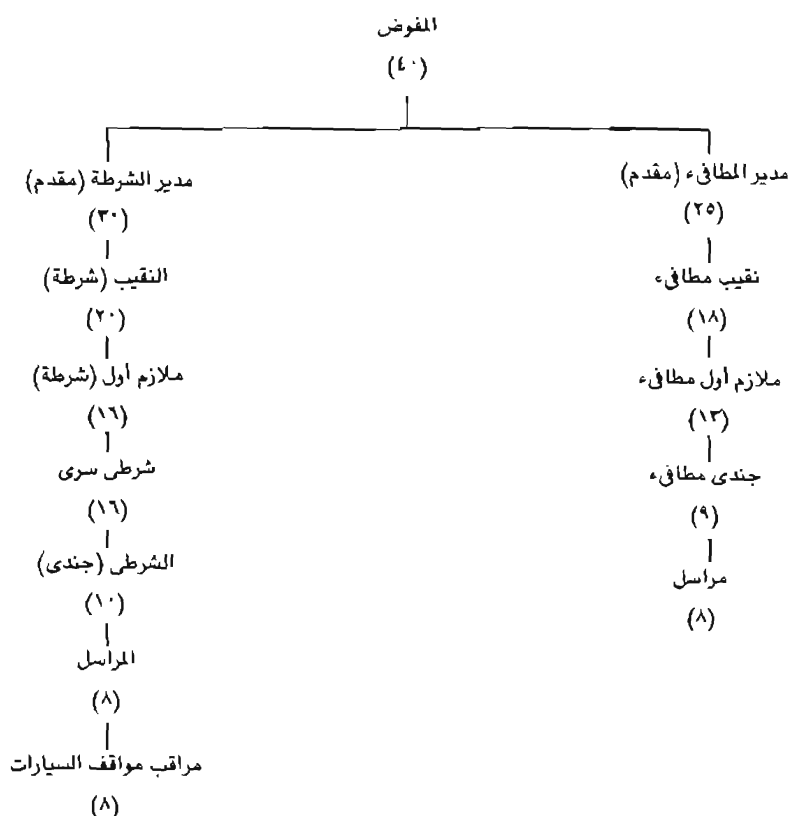 المفوض
(٤٠)
مدير المطافىء (مقدم)
(٢٥)
نقيب مطافىء
(١٨)
ملازم أول مطافىء
(١٣)
جندى مطافىء
(٩)
مراسل
(٨)
مدير الشرطة (مقدم)
(٣٠)
النقيب (شرطة)
(٢٠)
ملازم أول (شرطة)
(١٦)
شرطى سرى
(١٦)
الشرطى (جندى)
(١٠)
المراسل
(٨)
مراقب مواقف السيارات
(٨)